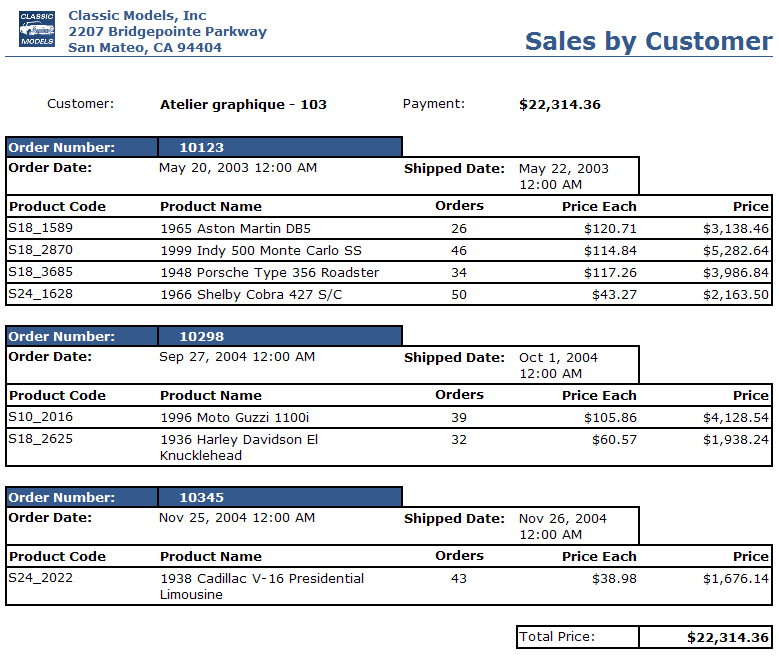 CLASSIC
MODELS
Classic Models, Inc
2207 Bridgepointe Parkway
San Mateo, CA 94404
Sales by Customer
Customer: Atelier graphique - 103 Payment: $22,314.36
Order Number: 10123
Order Date: May 20, 2003 12:00 AM Shipped Date: May 22, 2003
12:00 AM
Product Code Product Name Orders Price Each Price
S18_1589 1965 Aston Martin DB5 26 $120.71 $3,138.46
S18_2870 1999 Indy 500 Monte Carlo SS 46 $114.84 $5,282.64
S18_3685 1948 Porsche Type 356 Roadster 34 $117.26 $3,986.84
S24_1628 1966 Shelby Cobra 427 S/C 50 $43.27 $2,163.50
Order Number: 10298
Order Date: Sep 27, 2004 12:00 AM Shipped Date: Oct 1, 2004
12:00 AM
Product Code Product Name Orders Price Each Price
S10_2016 1996 Moto Guzzi 1100i 39 $105.86 $4,128.54
S18_2625 1936 Harley Davidson El 32 $60.57 $1,938.24
Knucklehead
Order Number: 10345
Order Date: Nov 25, 2004 12:00 AM Shipped Date: Nov 26, 2004
12:00 AM
Product Code Product Name Orders Price Each Price
S24_2022 1938 Cadillac V-16 Presidential 43 $38.98 $1,676.14
Limousine
Total Price: $22,314.36